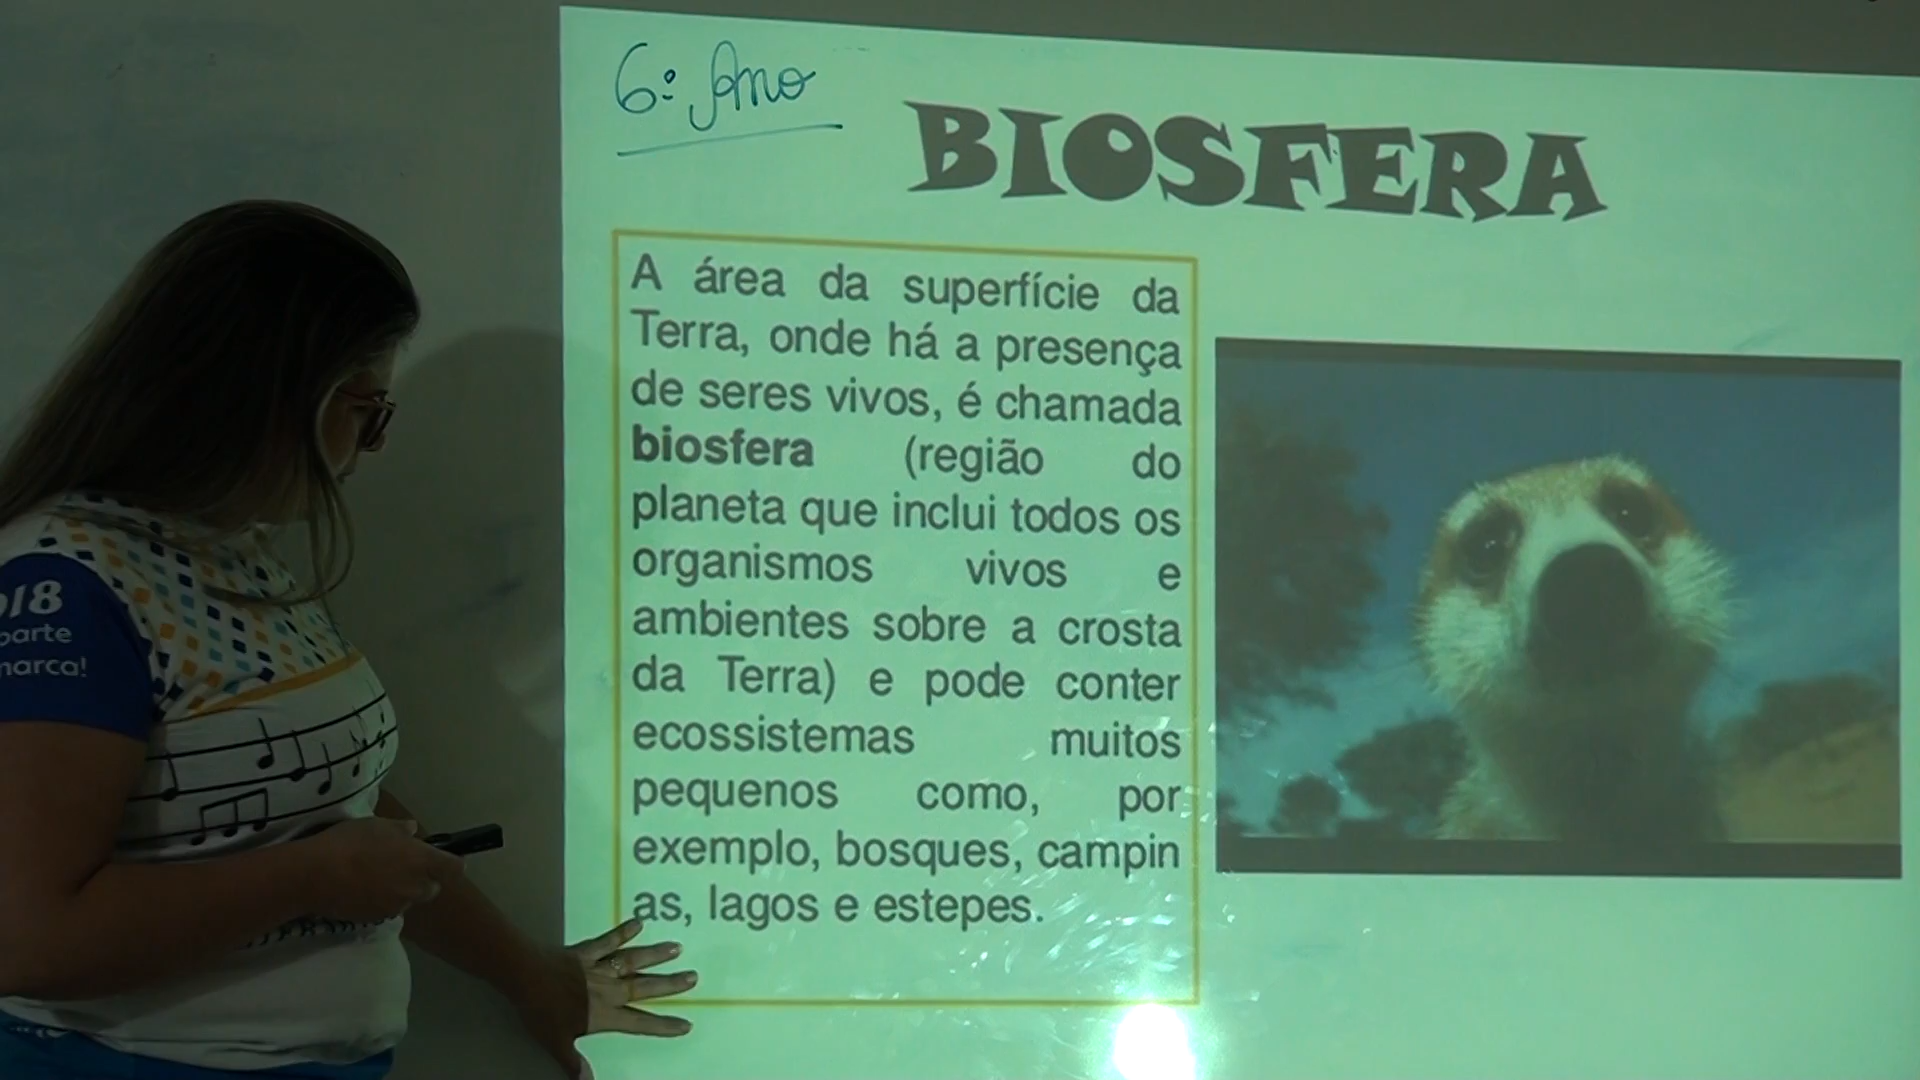 6º Ano
BIOSFERA
A área da superfície da
Terra, onde há a presença
de seres vivos, é chamada
biosfera (região do
planeta que inclui todos os
organismos vivos e
ambientes sobre a crosta
da Terra) e pode conter
ecossistemas muitos
pequenos como, por
exemplo, bosques, campin
as, lagos e estepes.
18
parte
marca!